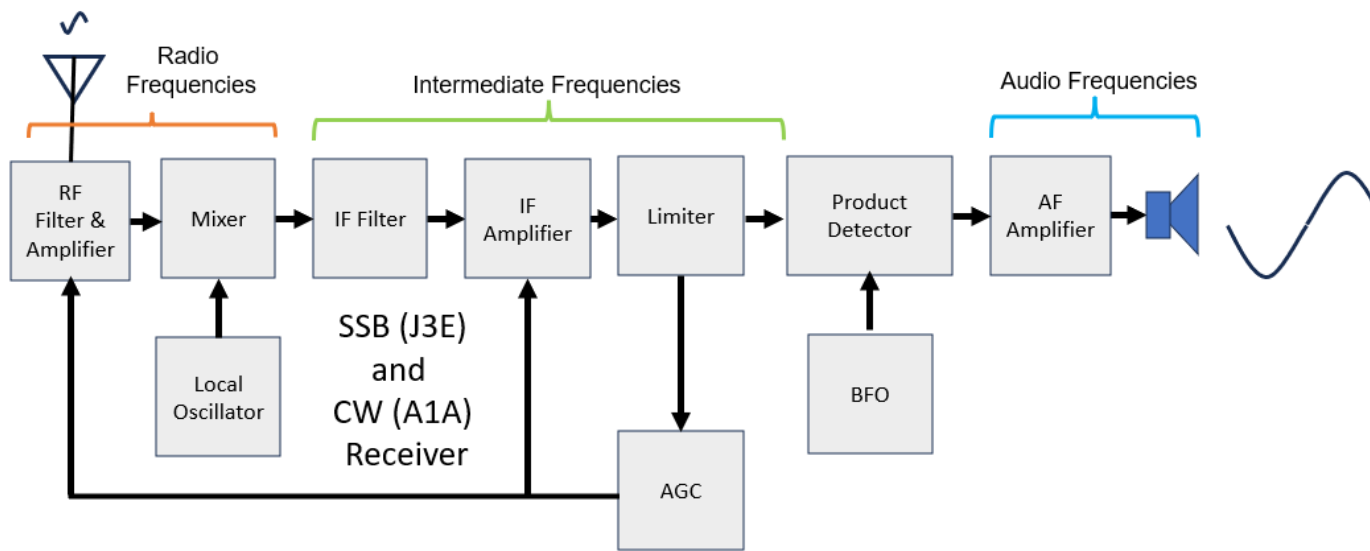 Radio
Frequencies
Intermediate Frequencies
Audio Frequencies
RF
Filter &
Amplifier
Mixer
IF Filter
IF
Amplifier
Limiter
Product
Detector
AF
Amplifier
Local
Oscillator
SSB (J3E)
and
CW (A1A)
Receiver
BFO
AGC